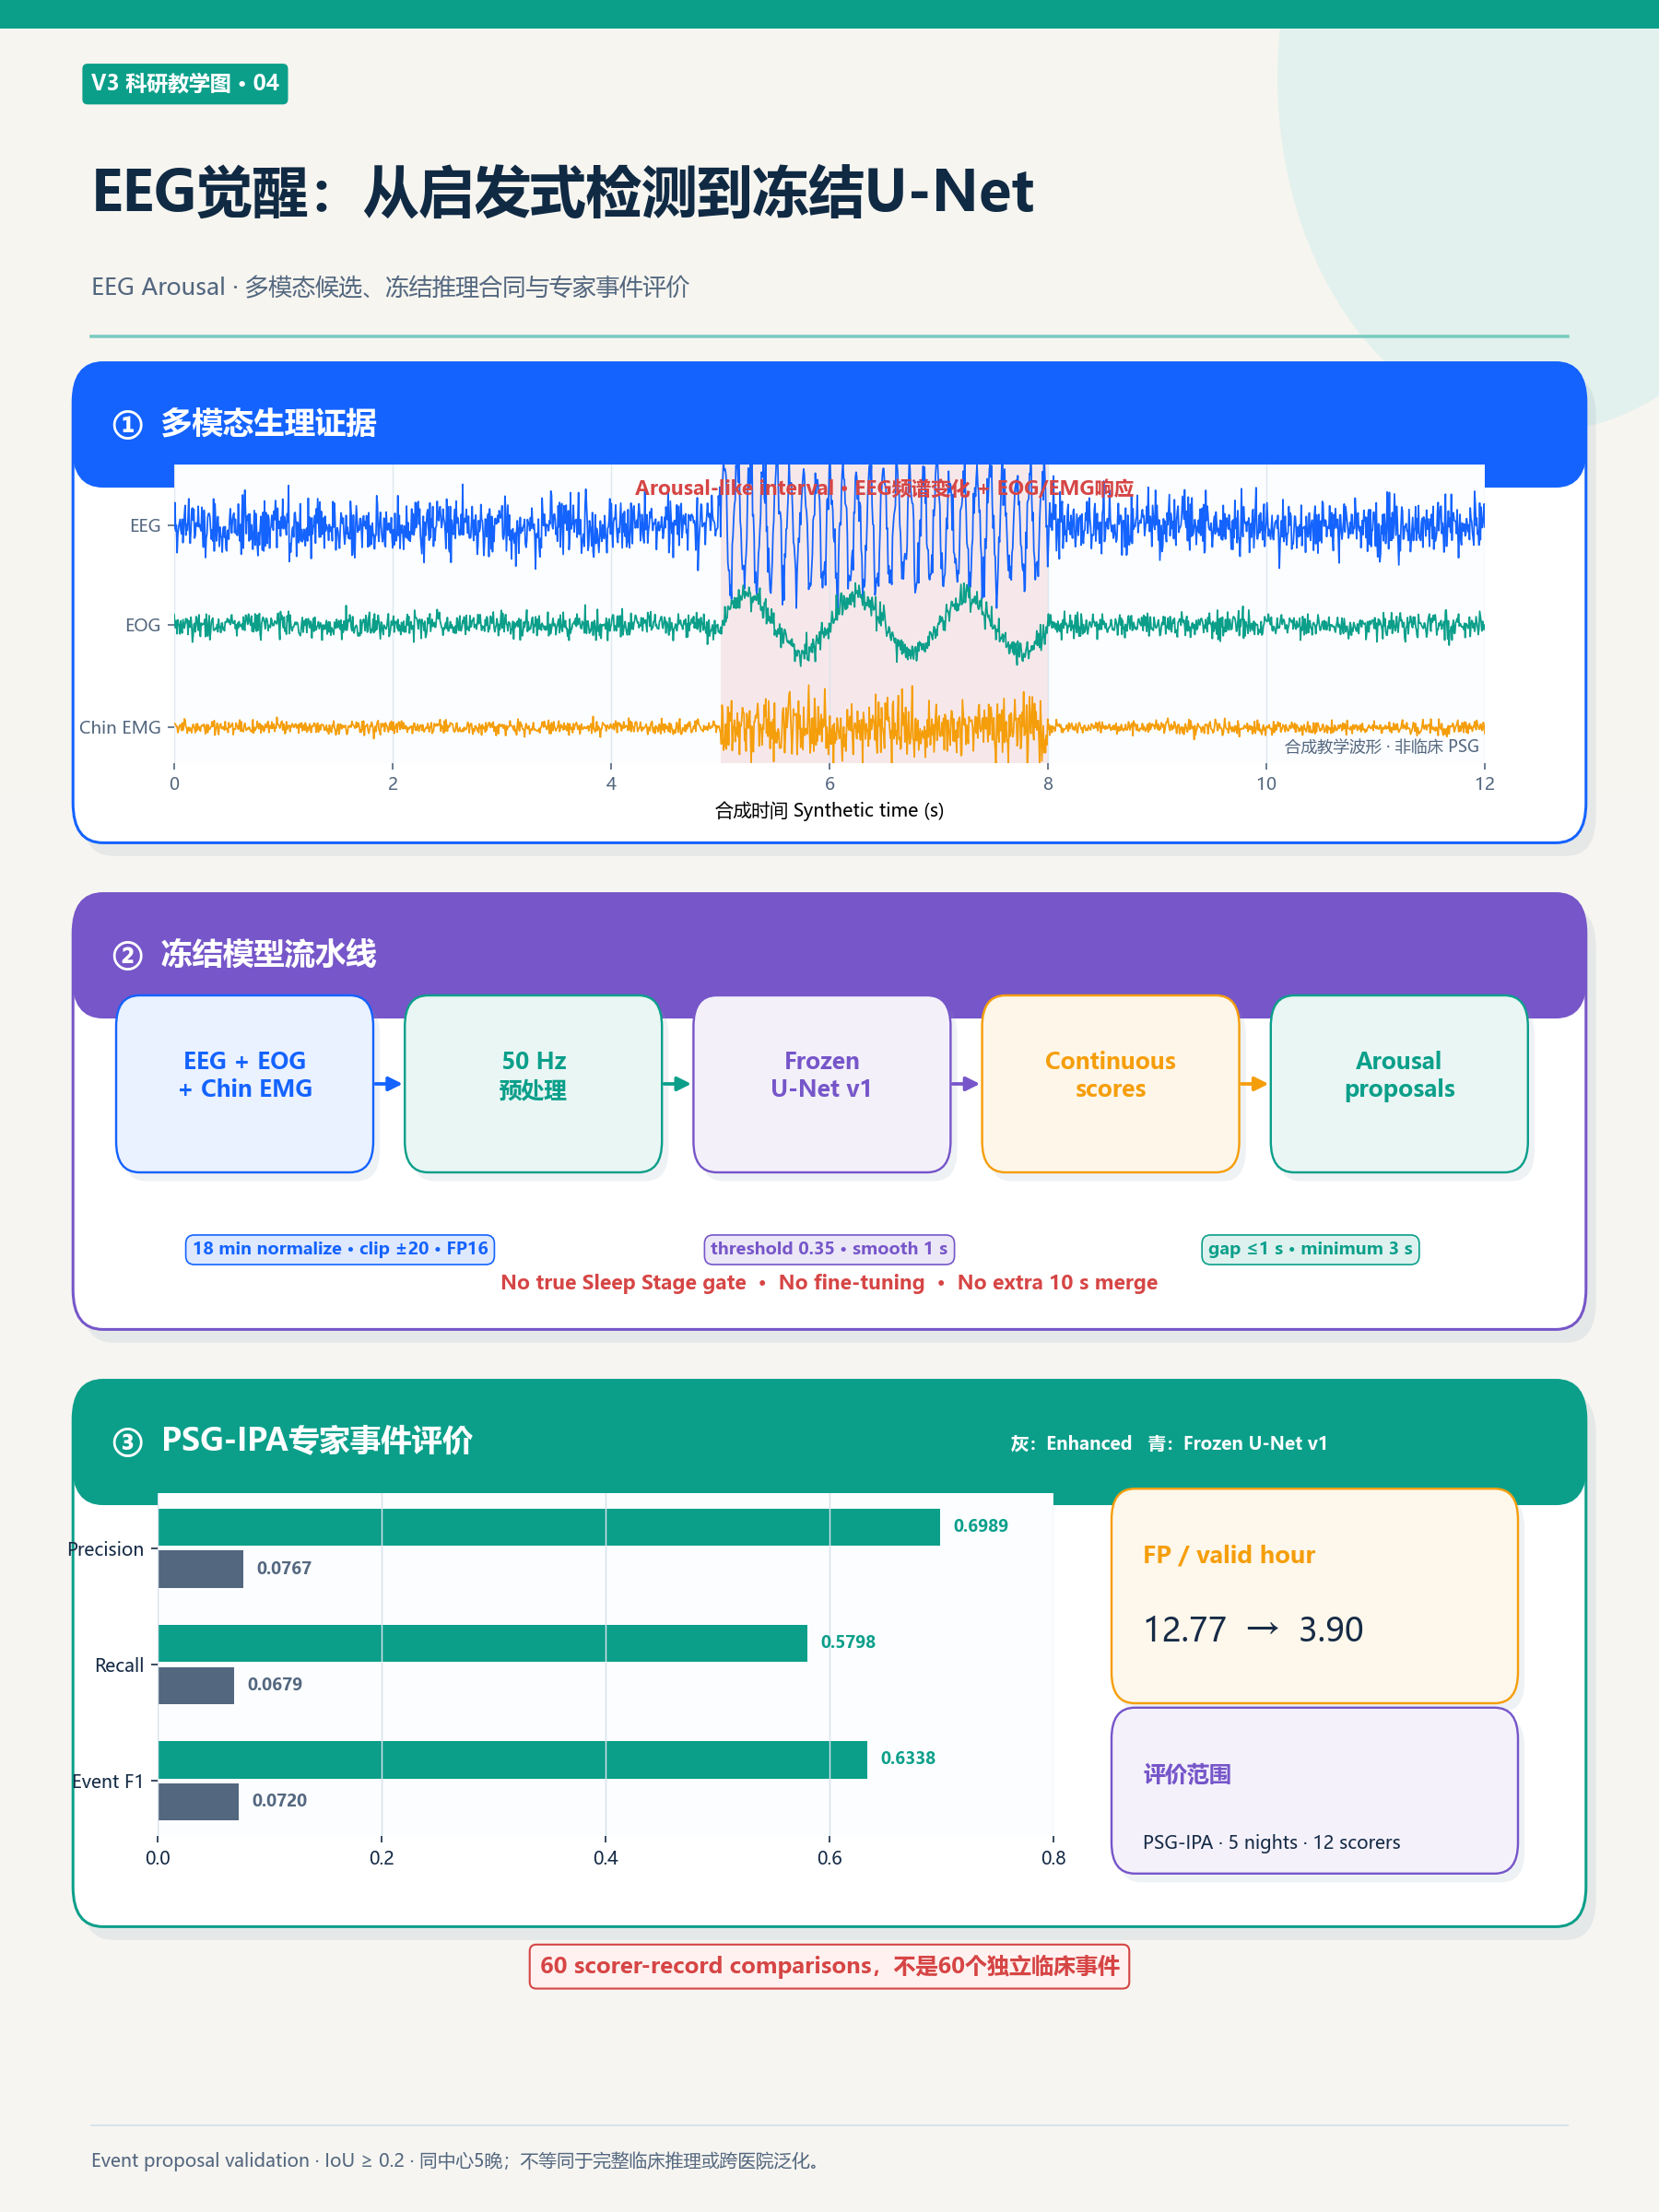 V3 科研教学图 • 04
EEG觉醒：从启发式检测到冻结U-Net
EEG Arousal · 多模态候选、冻结推理合同与专家事件评价
① 多模态生理证据
Arousal-like interval • EEG频谱变化 + EOG/EMG响应
EEG
EOG
Chin EMG
合成教学波形 · 非临床 PSG
0 2 4 6 8 10 12
合成时间 Synthetic time (s)
② 冻结模型流水线
EEG + EOG
+ Chin EMG
50 Hz
预处理
Frozen
U-Net v1
Continuous
scores
Arousal
proposals
18 min normalize • clip ±20 • FP16
threshold 0.35 • smooth 1 s
gap ≤1 s • minimum 3 s
No true Sleep Stage gate • No fine-tuning • No extra 10 s merge
③ PSG-IPA专家事件评价
灰：Enhanced 青：Frozen U-Net v1
Precision
0.6989
0.0767
Recall
0.5798
0.0679
Event F1
0.6338
0.0720
0.0 0.2 0.4 0.6 0.8
FP / valid hour
12.77 → 3.90
评价范围
PSG-IPA · 5 nights · 12 scorers
60 scorer-record comparisons，不是60个独立临床事件
Event proposal validation · IoU ≥ 0.2 · 同中心5晚；不等同于完整临床推理或跨医院泛化。